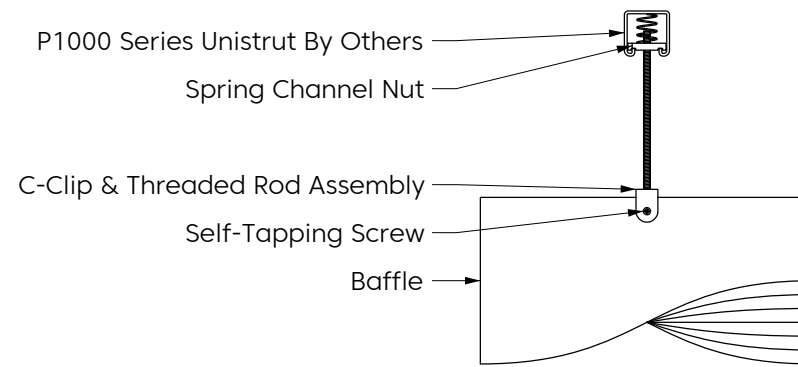 P1000 Series Unistrut By Others
Spring Channel Nut
C-Clip & Threaded Rod Assembly
Self-Tapping Screw
Baffle